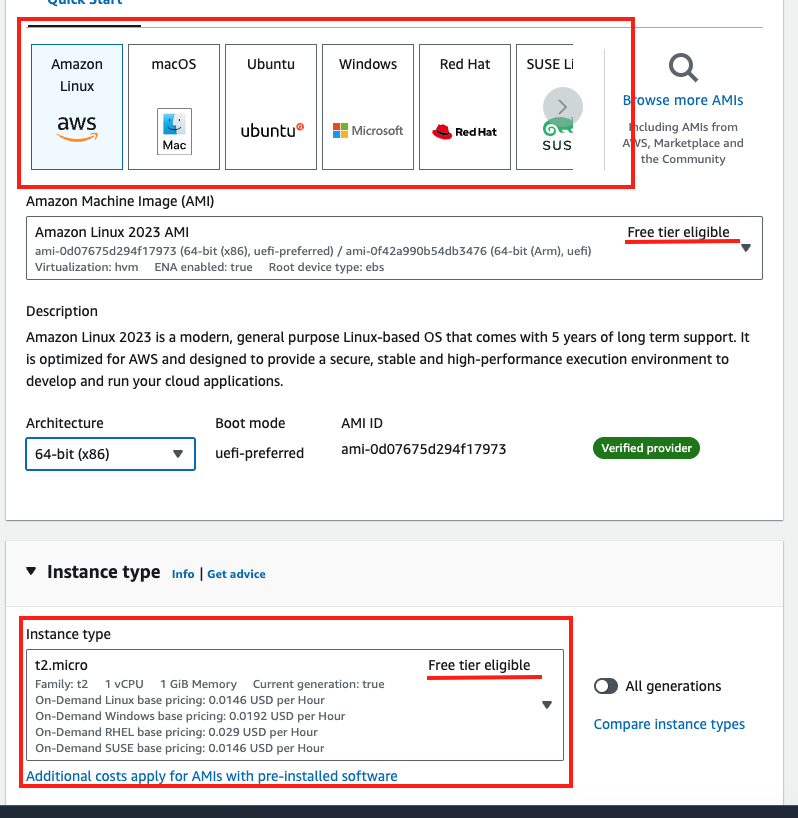 Quick Start
Amazon Linux
aws
macOS
Mac
Ubuntu
ubuntu
Windows
Microsoft
Red Hat
Red Hat
SUSE Li
SUS
Browse more AMIs
Including AMIs from
AWS, Marketplace and
the Community
Amazon Machine Image (AMI)
Amazon Linux 2023 AMI
Free tier eligible
ami-0d07675d294f17973 (64-bit (x86), uefi-preferred) / ami-0f42a990b54db3476 (64-bit (Arm), uefi)
Virtualization: hvm ENA enabled: true Root device type: ebs
Description
Amazon Linux 2023 is a modern, general purpose Linux-based OS that comes with 5 years of long term support. It
is optimized for AWS and designed to provide a secure, stable and high-performance execution environment to
develop and run your cloud applications.
Architecture
64-bit (x86)
Boot mode
uefi-preferred
AMI ID
ami-0d07675d294f17973
Verified provider
Instance type
Info | Get advice
Instance type
t2.micro
Free tier eligible
Family: t2 1 vCPU 1 GiB Memory Current generation: true
On-Demand Linux base pricing: 0.0146 USD per Hour
On-Demand Windows base pricing: 0.0192 USD per Hour
On-Demand RHEL base pricing: 0.029 USD per Hour
On-Demand SUSE base pricing: 0.0146 USD per Hour
Additional costs apply for AMIs with pre-installed software
All generations
Compare instance types